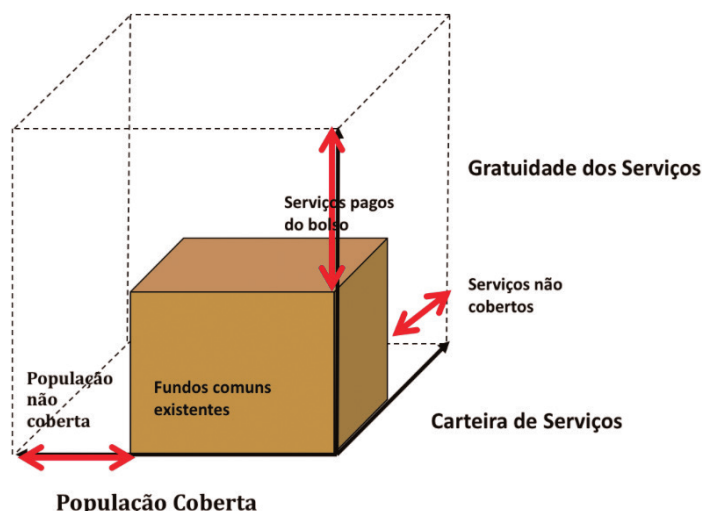 Gratuidade dos Serviços
Serviços pagos
do bolso
Serviços não
cobertos
População
não
coberta
Fundos comuns
existentes
Carteira de Serviços
População Coberta